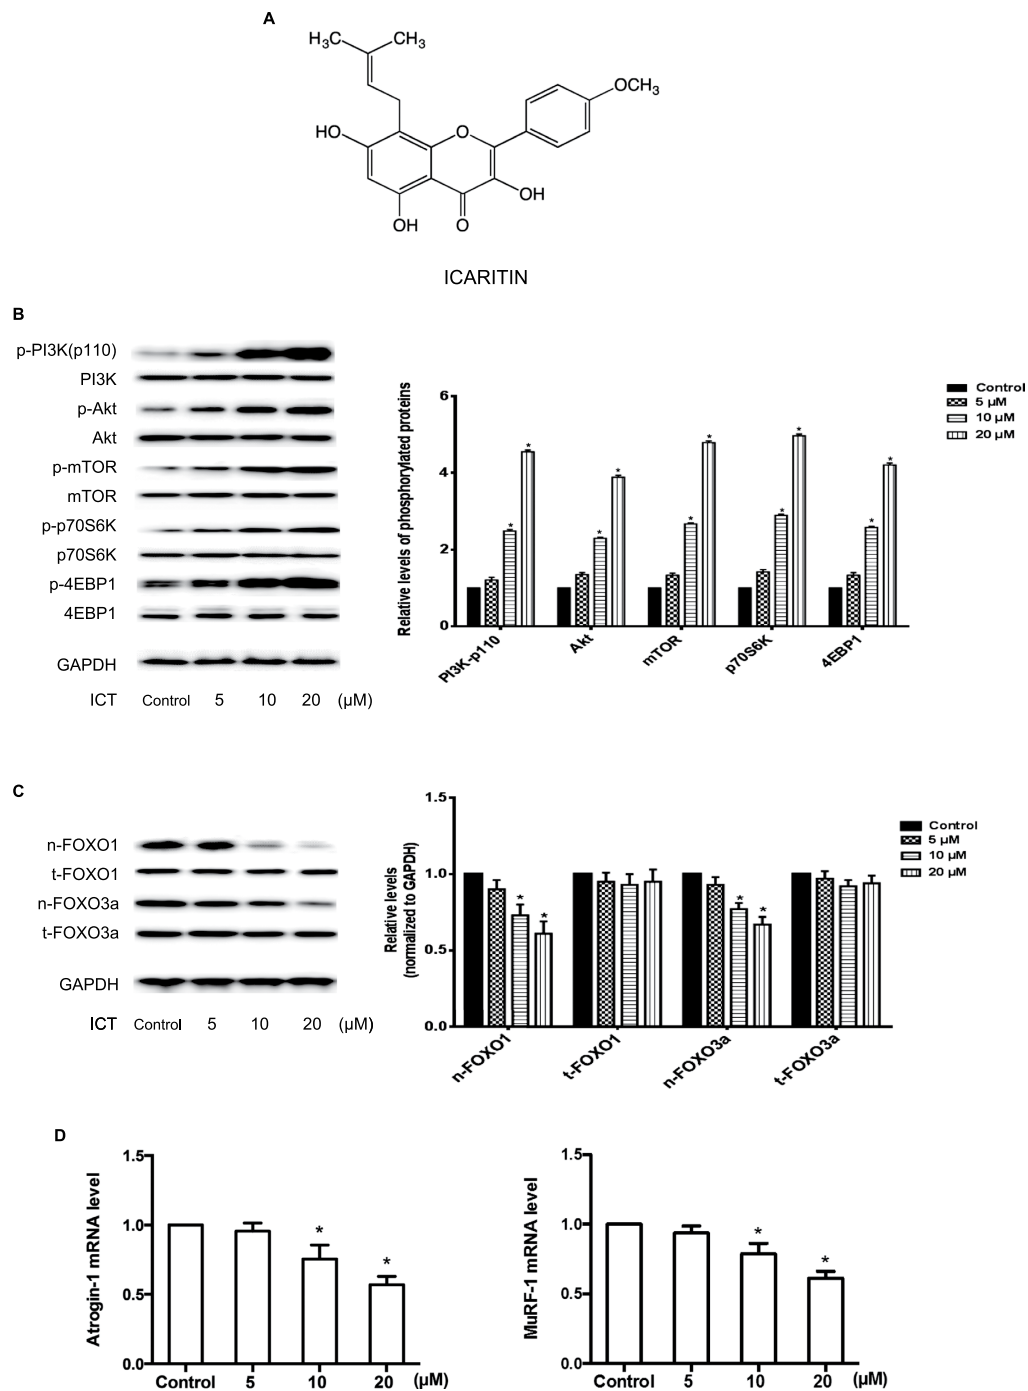 A
H₃C
CH₃
OCH₃
HO
O
OH
OH
O
ICARITIN
B
p-PI3K(p110)
PI3K
p-Akt
Akt
p-mTOR
mTOR
p-p70S6K
p70S6K
p-4EBP1
4EBP1
GAPDH
ICT Control 5 10 20 (μM)
Relative levels of phosphorylated proteins
6
4
2
0
* * * * * * * * * *
PI3K-p110 Akt mTOR p70S6K 4EBP1
Control
5 μM
10 μM
20 μM
C
n-FOXO1
t-FOXO1
n-FOXO3a
t-FOXO3a
GAPDH
ICT Control 5 10 20 (μM)
Relative levels
(normalized to GAPDH)
1.5
1.0
0.5
0.0
* * * *
n-FOXO1 t-FOXO1 n-FOXO3a t-FOXO3a
Control
5 μM
10 μM
20 μM
D
Atrogin-1 mRNA level
1.5
1.0
0.5
0.0
* *
Control 5 10 20 (μM)
MuRF-1 mRNA level
1.5
1.0
0.5
0.0
* *
Control 5 10 20 (μM)